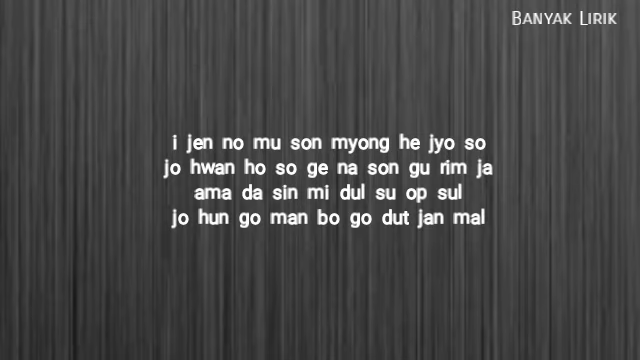 Banyak Lirik
i jen no mu son myong he jyo so
jo hwan ho so ge na son gu rim ja
ama da sin mi dul su op sul
jo hun go man bo go dut jan mal